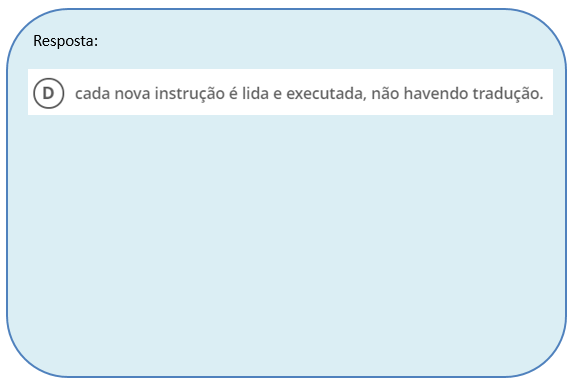 Resposta:
D cada nova instrução é lida e executada, não havendo tradução.